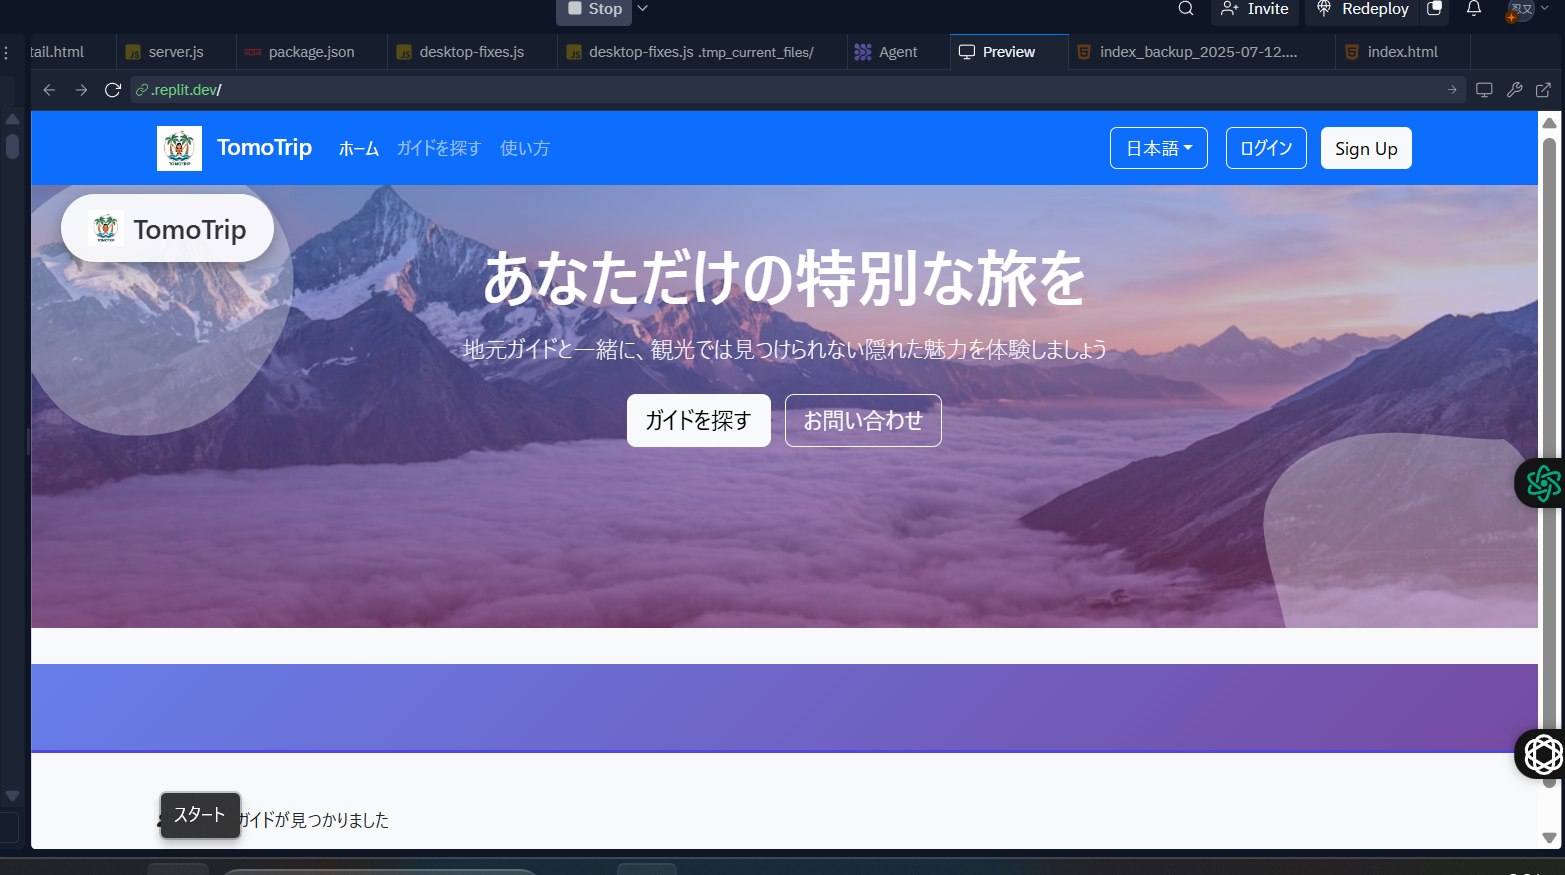 Stop
Invite
Redeploy
tail.html
server.js
package.json
desktop-fixes.js
desktop-fixes.js .tmp_current_files/
Agent
Preview
index_backup_2025-07-12....
index.html
.replit.dev/
TomoTrip
ホーム
ガイドを探す
使い方
日本語
ログイン
Sign Up
TomoTrip
あなただけの特別な旅を
地元ガイドと一緒に、観光では見つけられない隠れた魅力を体験しましょう
ガイドを探す
お問い合わせ
スタート
ガイドが見つかりました